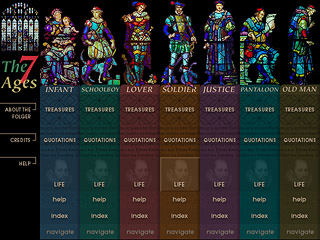 The 7 Ages
INFANT SCHOOLBOY LOVER SOLDIER JUSTICE PANTALOON OLD MAN
ABOUT THE FOLGER
TREASURES TREASURES TREASURES TREASURES TREASURES TREASURES TREASURES
CREDITS QUOTATIONS QUOTATIONS QUOTATIONS QUOTATIONS QUOTATIONS QUOTATIONS QUOTATIONS
HELP
LIFE LIFE LIFE LIFE LIFE LIFE LIFE
help help help help help help help
index index index index index index index
navigate navigate navigate navigate navigate navigate navigate